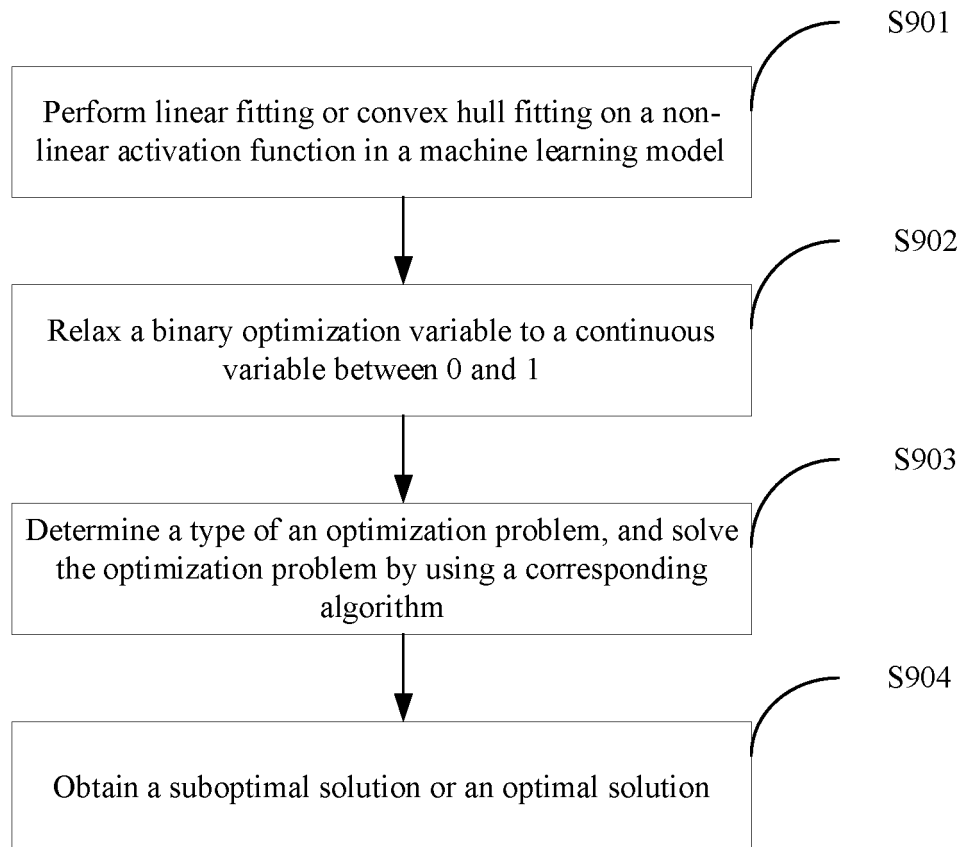 S901
Perform linear fitting or convex hull fitting on a non-
linear activation function in a machine learning model
S902
Relax a binary optimization variable to a continuous
variable between 0 and 1
S903
Determine a type of an optimization problem, and solve
the optimization problem by using a corresponding
algorithm
S904
Obtain a suboptimal solution or an optimal solution